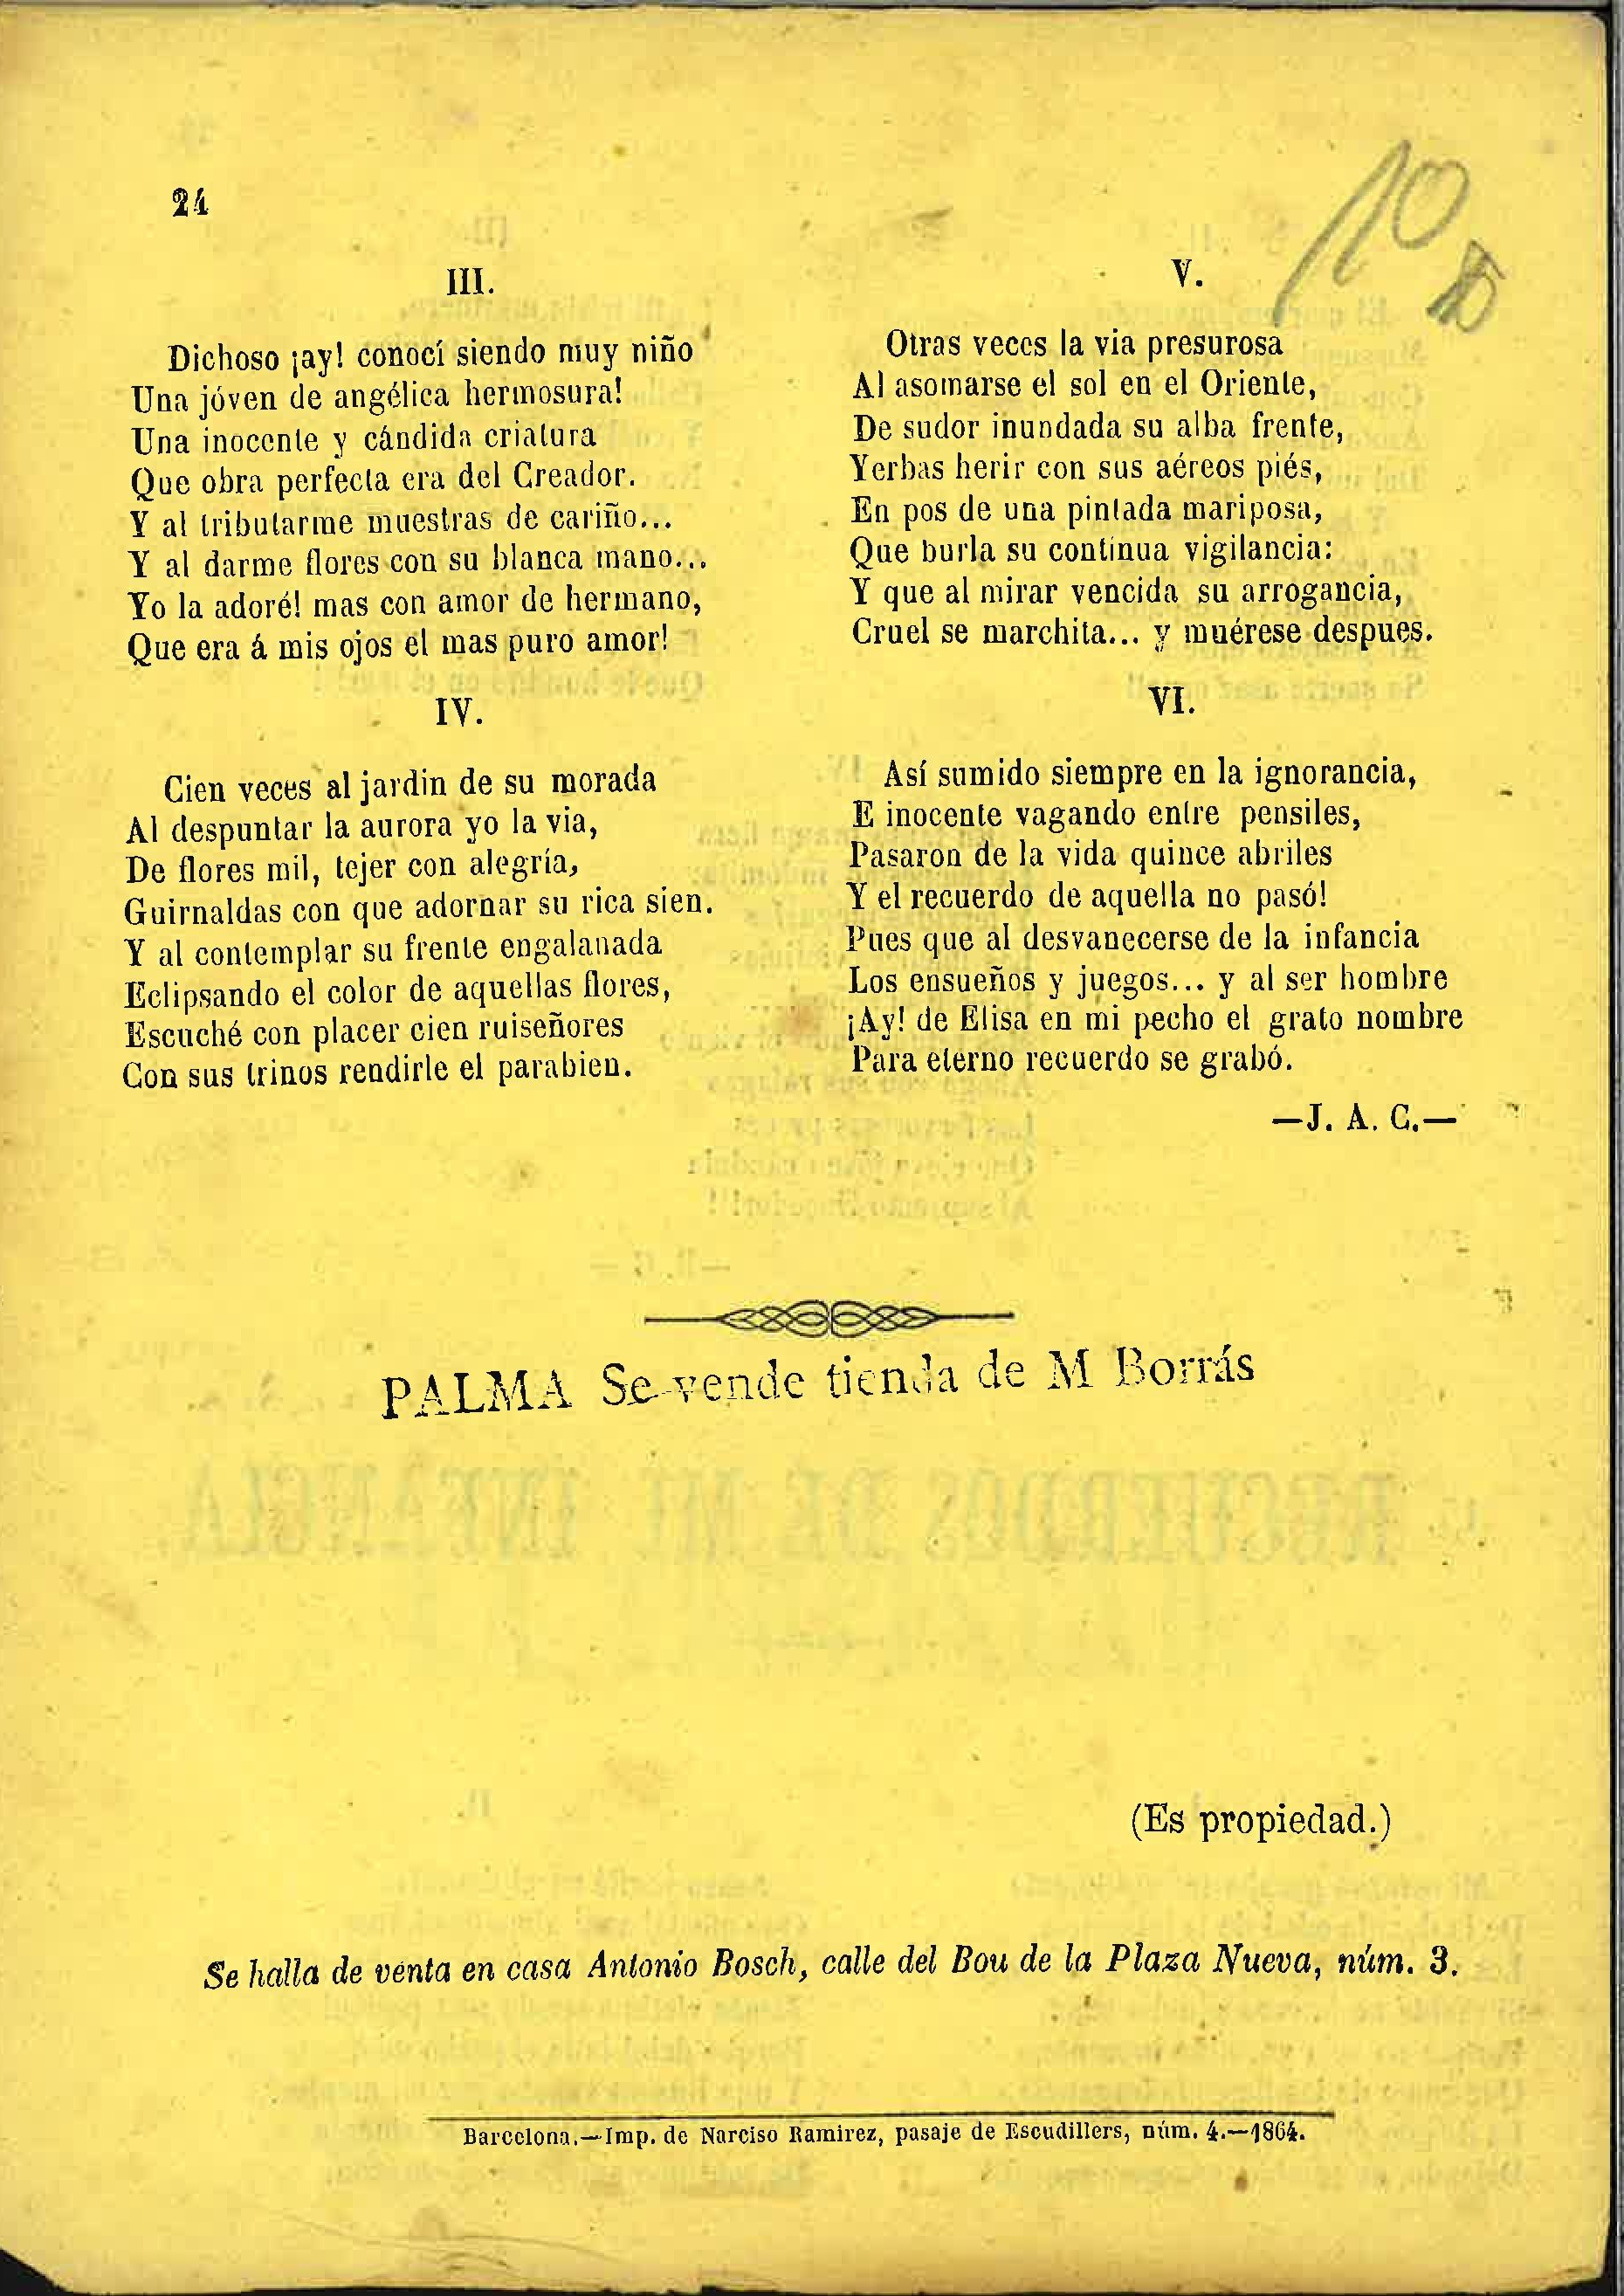 24
III.
Dichoso ¡ay! conocí siendo muy niño
Una jóven de angélica hermosura!
Una inocente y cándida criatura
Que obra perfecta era del Creador.
Y al tributarme muestras de cariño...
Y al darme flores con su blanca mano...
Yo la adoré! mas con amor de hermano,
Que era á mis ojos el mas puro amor!
IV.
Cien veces al jardin de su morada
Al despuntar la aurora yo la via,
De flores mil, tejer con alegría,
Guirnaldas con que adornar su rica sien.
Y al contemplar su frente engalanada
Eclipsando el color de aquellas flores,
Escuché con placer cien ruiseñores
Con sus trinos rendirle el parabien.
V.
Otras veces la via presurosa
Al asomarse el sol en el Oriente,
De sudor inundada su alba frente,
Yerbas herir con sus aéreos piés,
En pos de una pintada mariposa,
Que burla su continua vigilancia:
Y que al mirar vencida su arrogancia,
Cruel se marchita... y muérese despues.
VI.
Así sumido siempre en la ignorancia,
E inocente vagando entre pensiles,
Pasaron de la vida quince abriles
Y el recuerdo de aquella no pasó!
Pues que al desvanecerse de la infancia
Los ensueños y juegos... y al ser hombre
¡Ay! de Elisa en mi pecho el grato nombre
Para eterno recuerdo se grabó.
—J. A. C.—
10
PALMA Se vende tienda de M Borrás
RECUERDOS DE MI INFANCIA.
(Es propiedad.)
Se halla de venta en casa Antonio Bosch, calle del Bou de la Plaza Nueva, núm. 3.
Barcelona.—Imp. de Narciso Ramirez, pasaje de Escudillers, núm. 4.—1864.